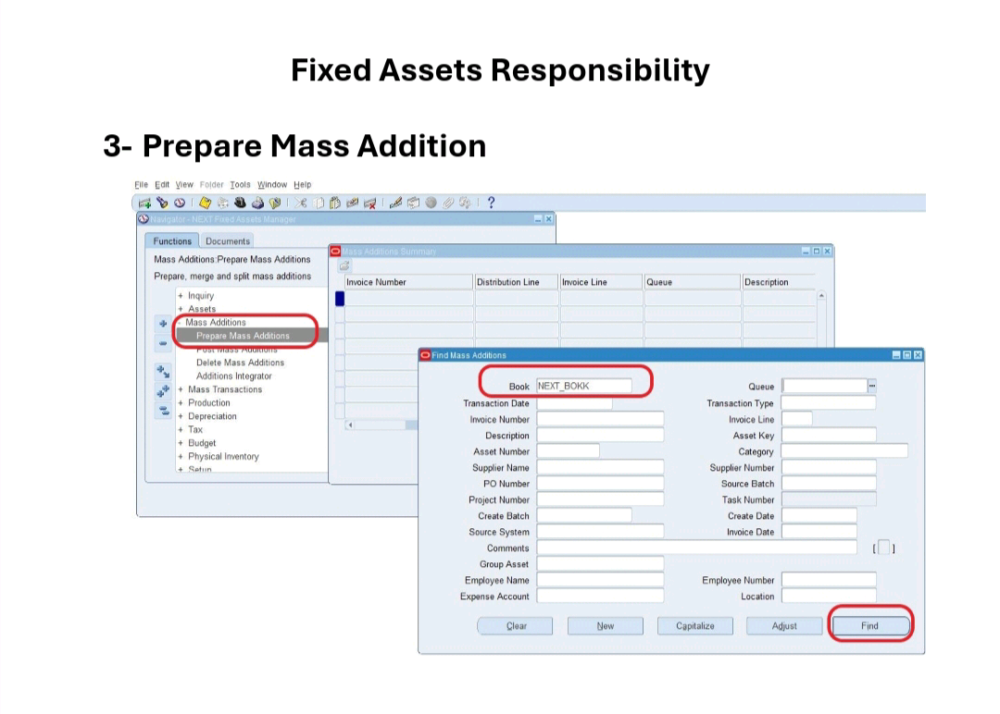 Fixed Assets Responsibility
3- Prepare Mass Addition
File Edit View Folder Tools Window Help
Navigator - NEXT Fixed Assets Manager
Functions Documents
Mass Additions:Prepare Mass Additions
Prepare, merge and split mass additions
+ Inquiry
+ Assets
- Mass Additions
Prepare Mass Additions
Post Mass Additions
Delete Mass Additions
Additions Integrator
+ Mass Transactions
+ Production
+ Depreciation
+ Tax
+ Budget
+ Physical Inventory
+ Setup
Mass Additions Summary
Invoice Number Distribution Line Invoice Line Queue Description
Find Mass Additions
Book NEXT_BOKK Queue
Transaction Date Transaction Type
Invoice Number Invoice Line
Description Asset Key
Asset Number Category
Supplier Name Supplier Number
PO Number Source Batch
Project Number Task Number
Create Batch Create Date
Source System Invoice Date
Comments [ ]
Group Asset
Employee Name Employee Number
Expense Account Location
Clear New Capitalize Adjust Find